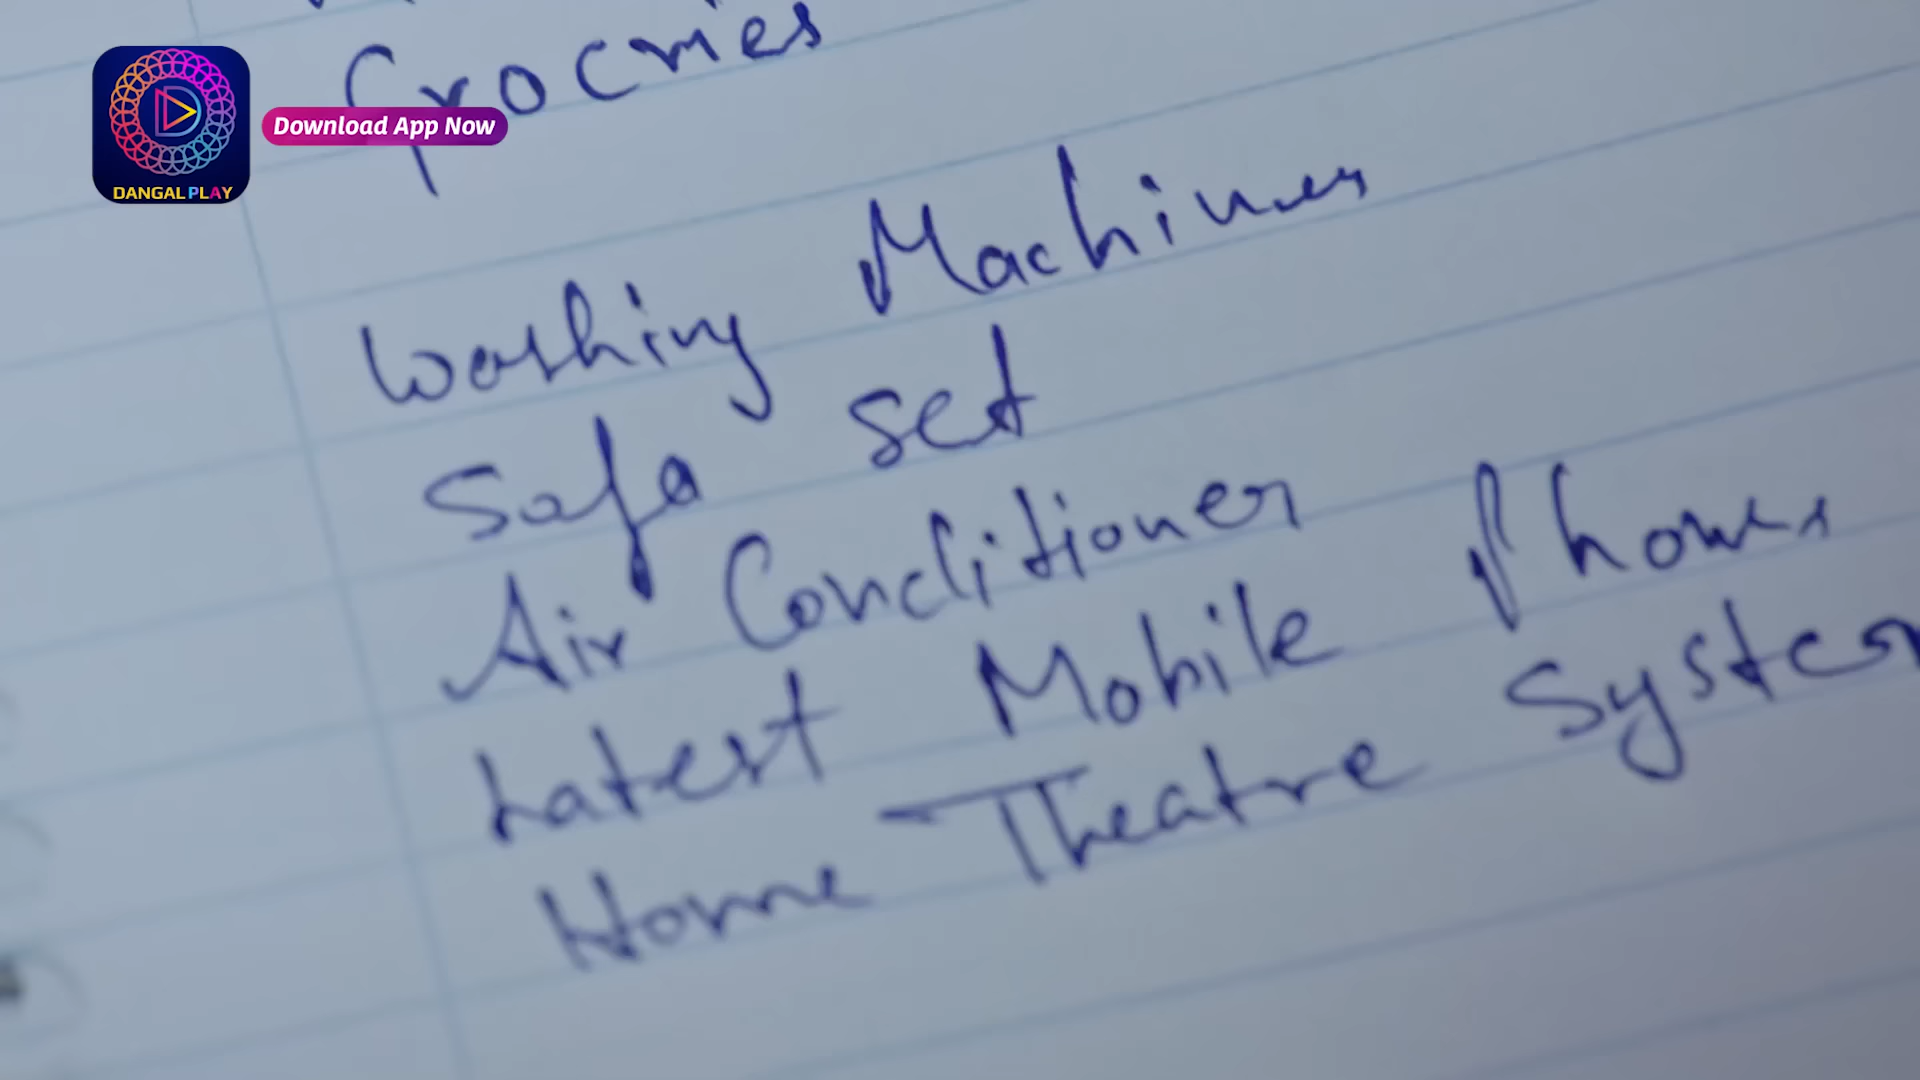 Grocries
DANGAL PLAY
Download App Now
Washing Machines
Sofa set
Air Conditioner
Latest Mobile Phones
Home Theatre System